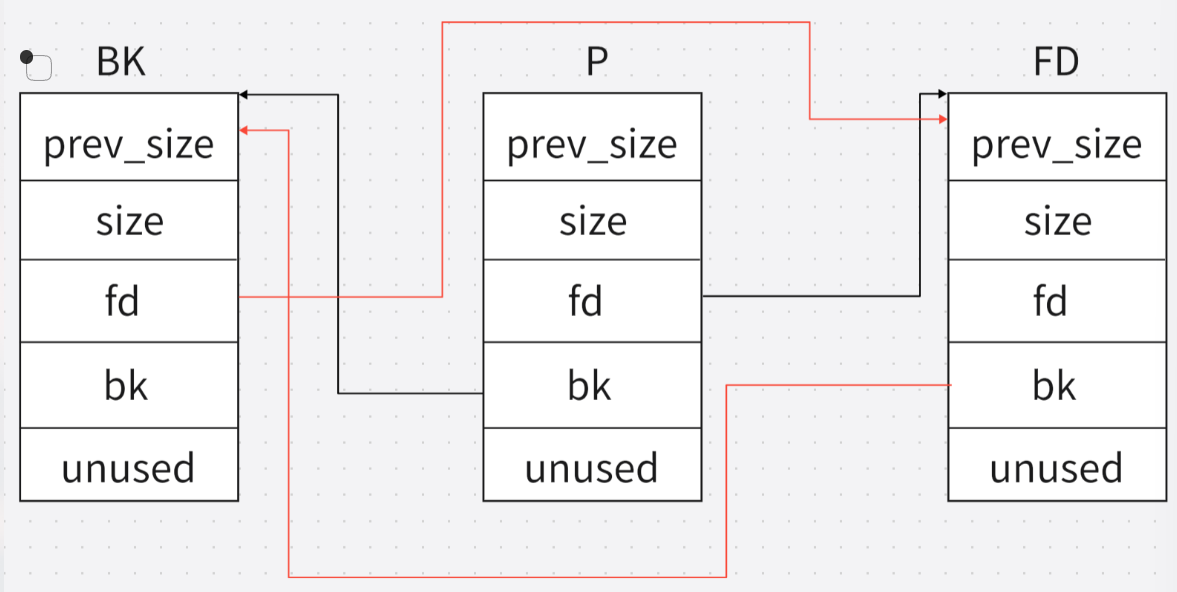 BK
P
FD
prev_size
prev_size
prev_size
size
size
size
fd
fd
fd
bk
bk
bk
unused
unused
unused